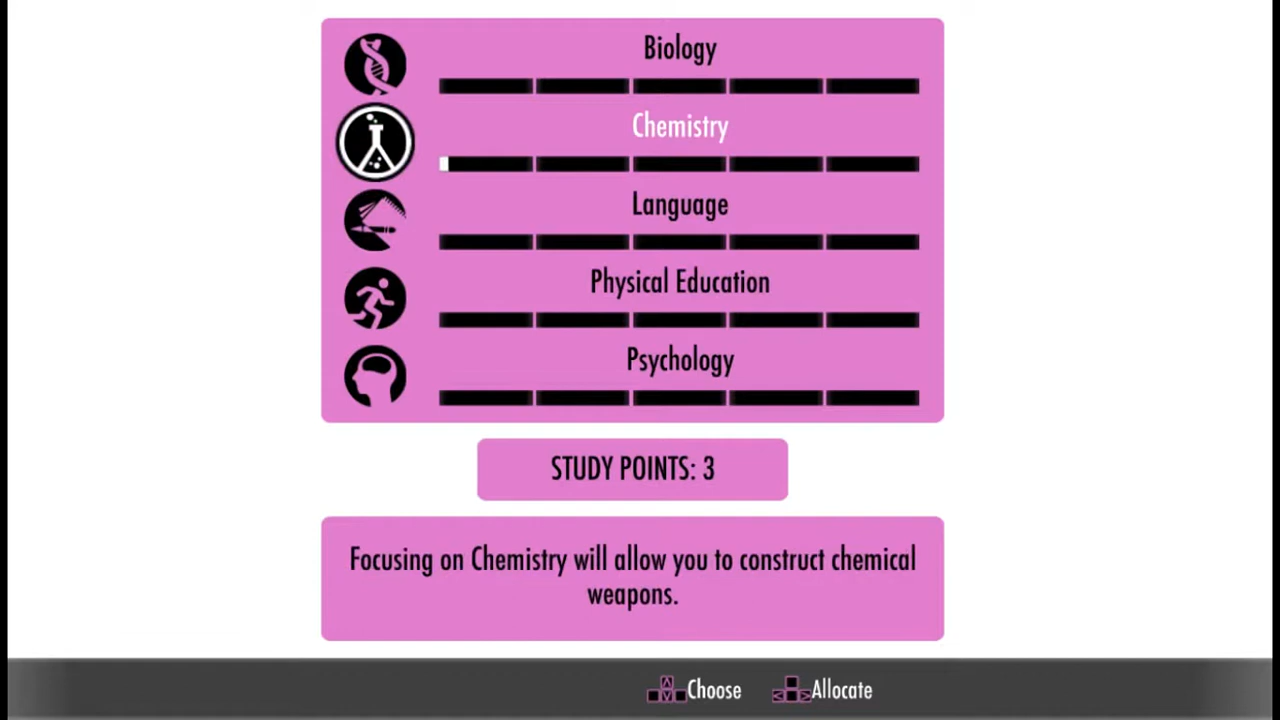 Biology
Chemistry
Language
Physical Education
Psychology
STUDY POINTS: 3
Focusing on Chemistry will allow you to construct chemical
weapons.
Choose Allocate